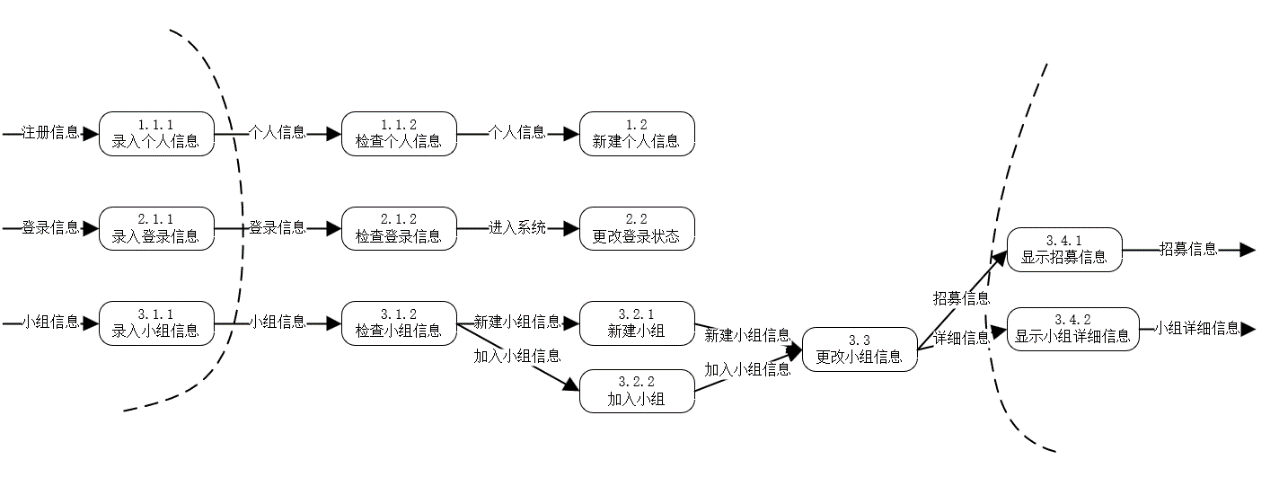 注册信息
1.1.1
录入个人信息
个人信息
1.1.2
检查个人信息
个人信息
1.2
新建个人信息
登录信息
2.1.1
录入登录信息
登录信息
2.1.2
检查登录信息
进入系统
2.2
更改登录状态
小组信息
3.1.1
录入小组信息
小组信息
3.1.2
检查小组信息
新建小组信息
3.2.1
新建小组
新建小组信息
加入小组信息
3.2.2
加入小组
加入小组信息
3.3
更改小组信息
招募信息
3.4.1
显示招募信息
招募信息
详细信息
3.4.2
显示小组详细信息
小组详细信息